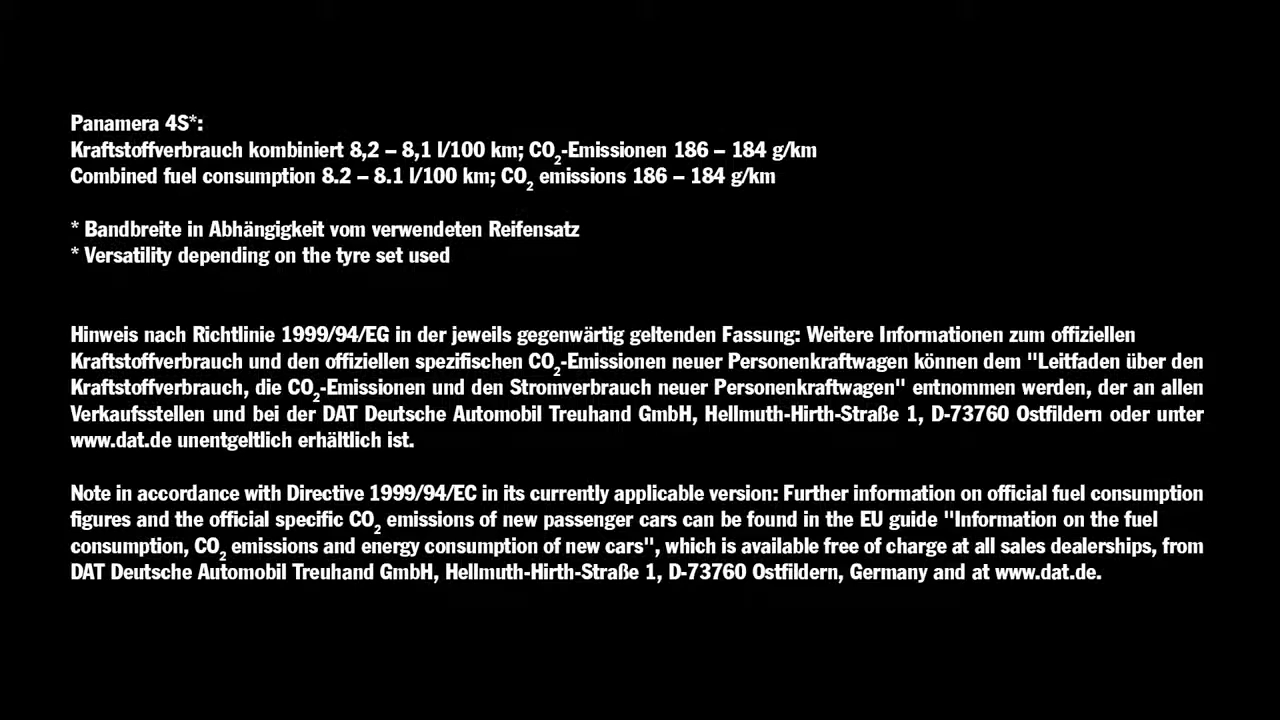 Panamera 4S*:
Kraftstoffverbrauch kombiniert 8,2 – 8,1 l/100 km; CO₂-Emissionen 186 – 184 g/km
Combined fuel consumption 8.2 – 8.1 l/100 km; CO₂ emissions 186 – 184 g/km
* Bandbreite in Abhängigkeit vom verwendeten Reifensatz
* Versatility depending on the tyre set used
Hinweis nach Richtlinie 1999/94/EG in der jeweils gegenwärtig geltenden Fassung: Weitere Informationen zum offiziellen
Kraftstoffverbrauch und den offiziellen spezifischen CO₂-Emissionen neuer Personenkraftwagen können dem "Leitfaden über den
Kraftstoffverbrauch, die CO₂-Emissionen und den Stromverbrauch neuer Personenkraftwagen" entnommen werden, der an allen
Verkaufsstellen und bei der DAT Deutsche Automobil Treuhand GmbH, Hellmuth-Hirth-Straße 1, D-73760 Ostfildern oder unter
www.dat.de unentgeltlich erhältlich ist.
Note in accordance with Directive 1999/94/EC in its currently applicable version: Further information on official fuel consumption
figures and the official specific CO₂ emissions of new passenger cars can be found in the EU guide "Information on the fuel
consumption, CO₂ emissions and energy consumption of new cars", which is available free of charge at all sales dealerships, from
DAT Deutsche Automobil Treuhand GmbH, Hellmuth-Hirth-Straße 1, D-73760 Ostfildern, Germany and at www.dat.de.